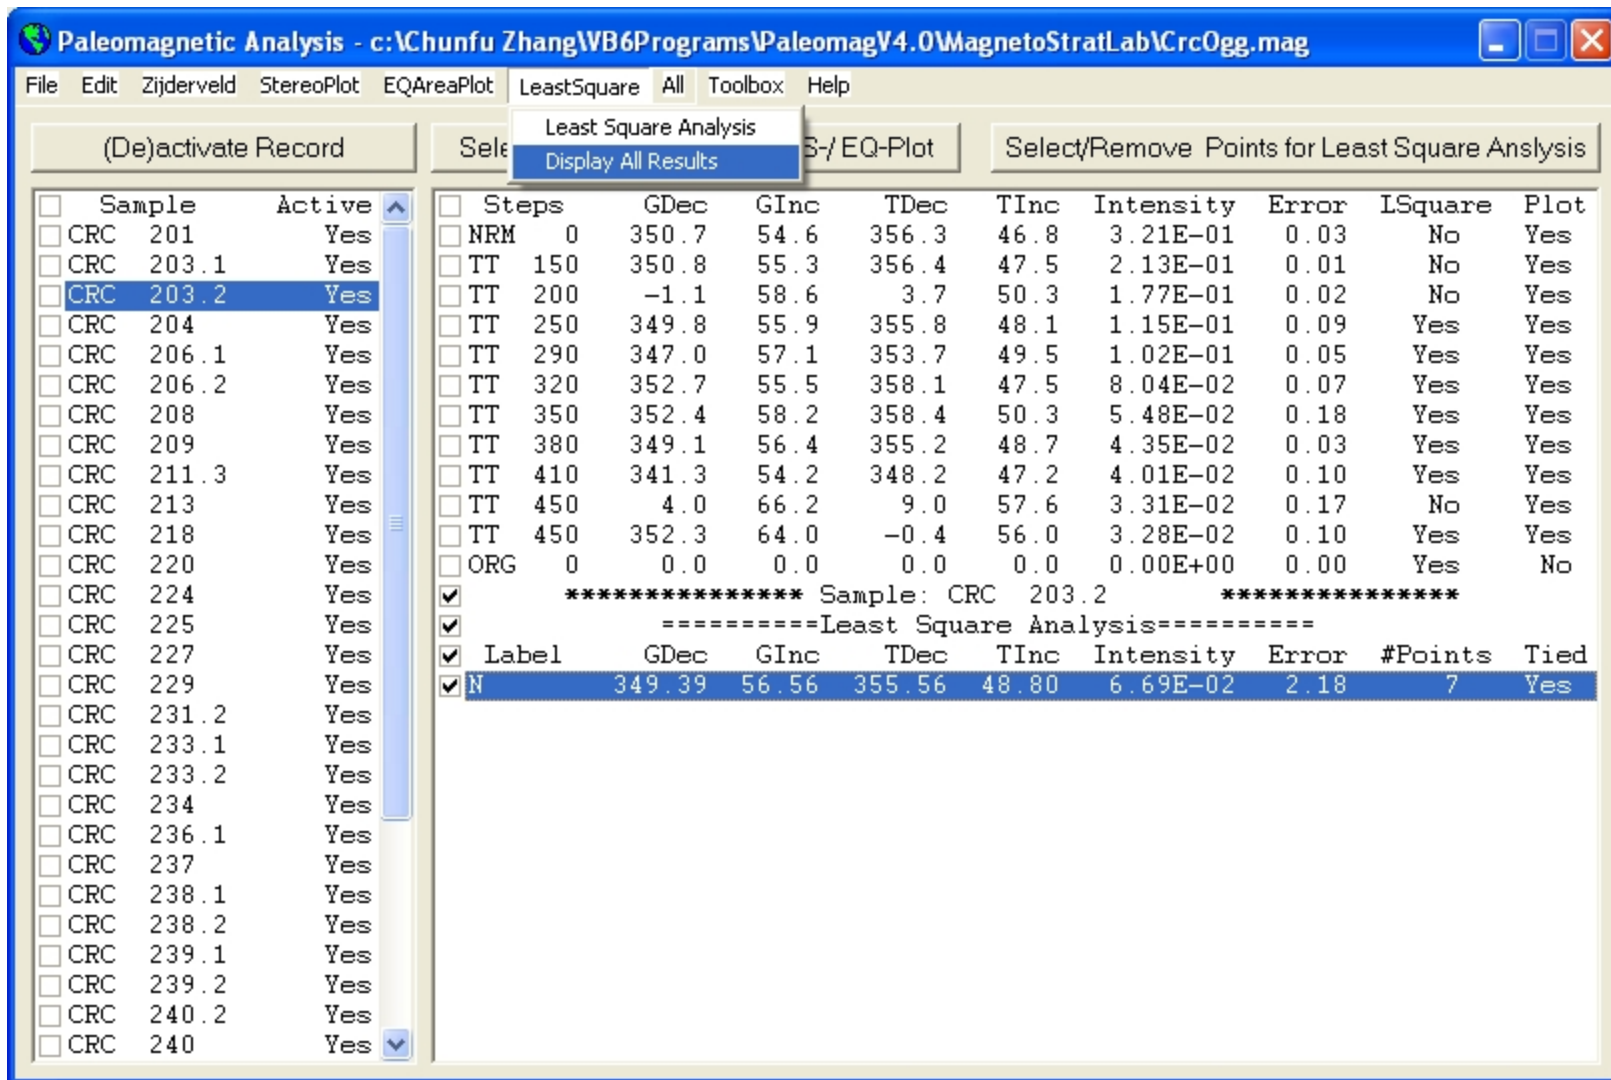 Paleomagnetic Analysis - c:\Chunfu Zhang\VB6Programs\PaleomagV4.0\MagnetoStratLab\CrcOgg.mag
File Edit Zijderveld StereoPlot EQAreaPlot LeastSquare All Toolbox Help
Least Square Analysis
Display All Results
(De)activate Record
Sele S-/ EQ-Plot
Select/Remove Points for Least Square Anslysis
Sample Active
CRC 201 Yes
CRC 203.1 Yes
CRC 203.2 Yes
CRC 204 Yes
CRC 206.1 Yes
CRC 206.2 Yes
CRC 208 Yes
CRC 209 Yes
CRC 211.3 Yes
CRC 213 Yes
CRC 218 Yes
CRC 220 Yes
CRC 224 Yes
CRC 225 Yes
CRC 227 Yes
CRC 229 Yes
CRC 231.2 Yes
CRC 233.1 Yes
CRC 233.2 Yes
CRC 234 Yes
CRC 236.1 Yes
CRC 237 Yes
CRC 238.1 Yes
CRC 238.2 Yes
CRC 239.1 Yes
CRC 239.2 Yes
CRC 240.2 Yes
CRC 240 Yes
Steps GDec GInc TDec TInc Intensity Error LSquare Plot
NRM 0 350.7 54.6 356.3 46.8 3.21E-01 0.03 No Yes
TT 150 350.8 55.3 356.4 47.5 2.13E-01 0.01 No Yes
TT 200 -1.1 58.6 3.7 50.3 1.77E-01 0.02 No Yes
TT 250 349.8 55.9 355.8 48.1 1.15E-01 0.09 Yes Yes
TT 290 347.0 57.1 353.7 49.5 1.02E-01 0.05 Yes Yes
TT 320 352.7 55.5 358.1 47.5 8.04E-02 0.07 Yes Yes
TT 350 352.4 58.2 358.4 50.3 5.48E-02 0.18 Yes Yes
TT 380 349.1 56.4 355.2 48.7 4.35E-02 0.03 Yes Yes
TT 410 341.3 54.2 348.2 47.2 4.01E-02 0.10 Yes Yes
TT 450 4.0 66.2 9.0 57.6 3.31E-02 0.17 No Yes
TT 450 352.3 64.0 -0.4 56.0 3.28E-02 0.10 Yes Yes
ORG 0 0.0 0.0 0.0 0.0 0.00E+00 0.00 Yes No
*************** Sample: CRC 203.2 ***************
==========Least Square Analysis==========
Label GDec GInc TDec TInc Intensity Error #Points Tied
N 349.39 56.56 355.56 48.80 6.69E-02 2.18 7 Yes